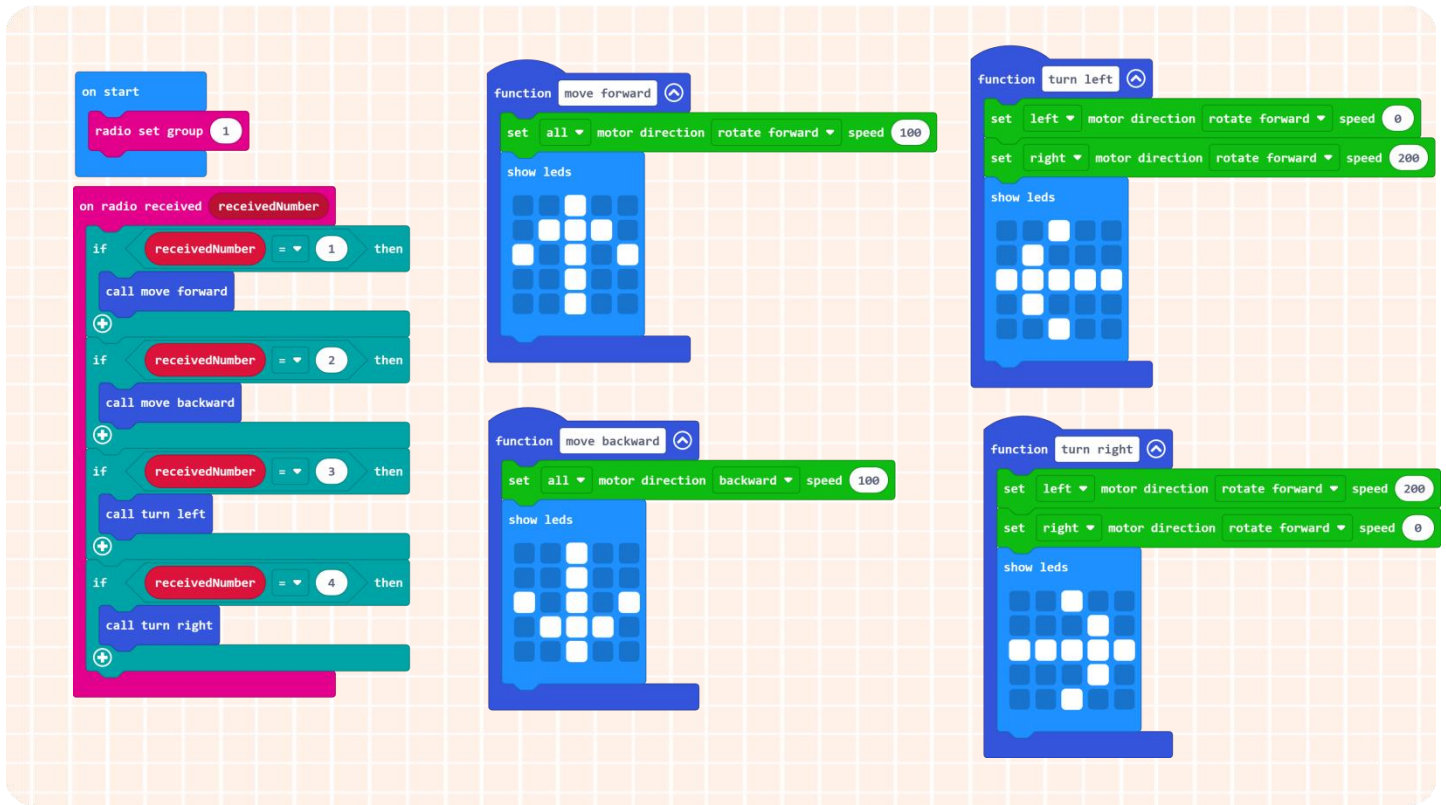 on start
radio set group 1
on radio received receivedNumber
if receivedNumber = 1 then
call move forward
if receivedNumber = 2 then
call move backward
if receivedNumber = 3 then
call turn left
if receivedNumber = 4 then
call turn right
function move forward
set all motor direction rotate forward speed 100
show leds
function move backward
set all motor direction backward speed 100
show leds
function turn left
set left motor direction rotate forward speed 0
set right motor direction rotate forward speed 200
show leds
function turn right
set left motor direction rotate forward speed 200
set right motor direction rotate forward speed 0
show leds